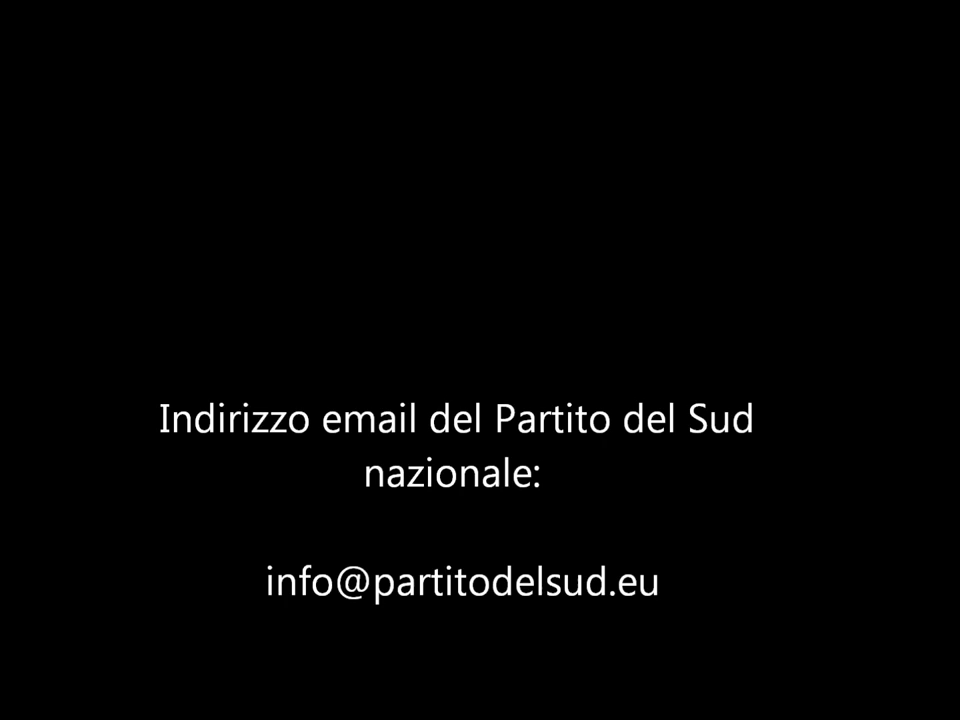 Indirizzo email del Partito del Sud
nazionale:
info@partitodelsud.eu